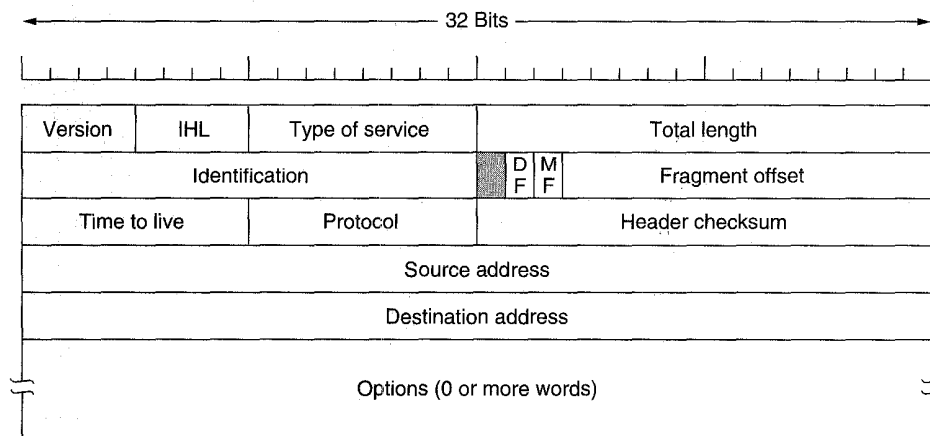 32 Bits
Version IHL Type of service Total length
Identification D F M F Fragment offset
Time to live Protocol Header checksum
Source address
Destination address
Options (0 or more words)